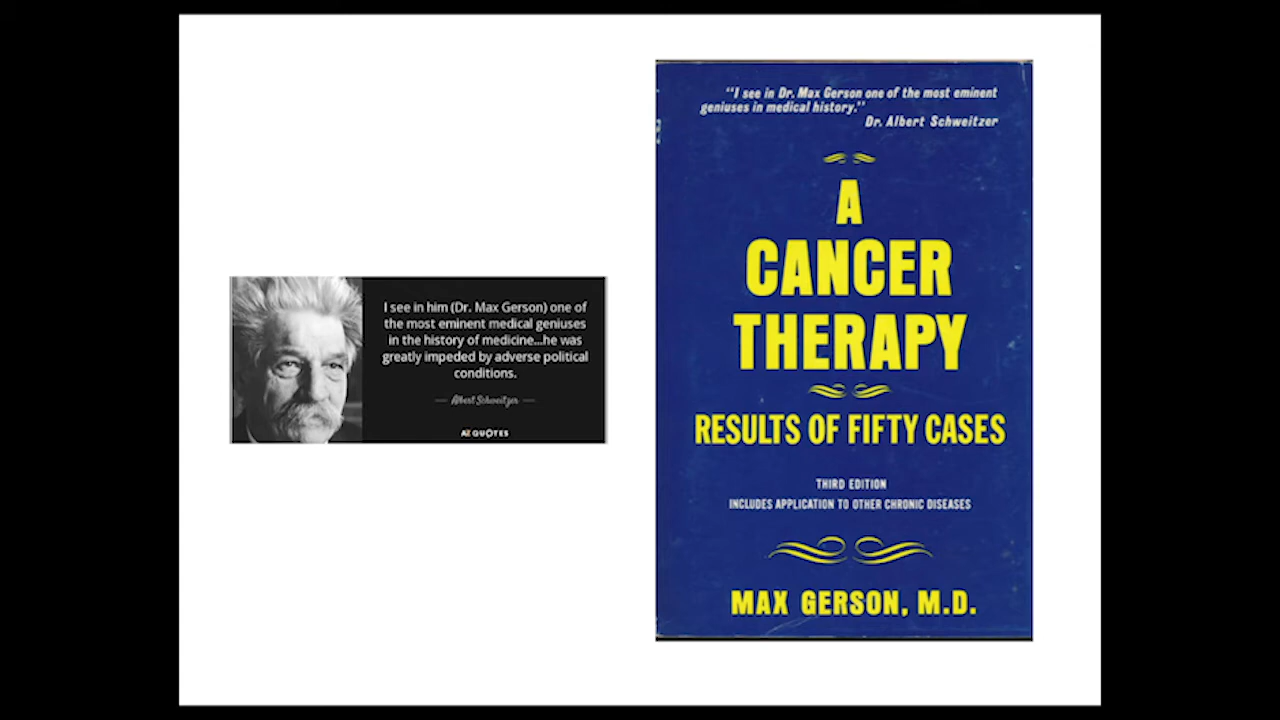 I see in him (Dr. Max Gerson) one of
the most eminent medical geniuses
in the history of medicine...he was
greatly impeded by adverse political
conditions.
— Albert Schweitzer —
AZ QUOTES
"I see in Dr. Max Gerson one of the most eminent
geniuses in medical history."
Dr. Albert Schweitzer
A
CANCER
THERAPY
RESULTS OF FIFTY CASES
THIRD EDITION
INCLUDES APPLICATION TO OTHER CHRONIC DISEASES
MAX GERSON, M.D.